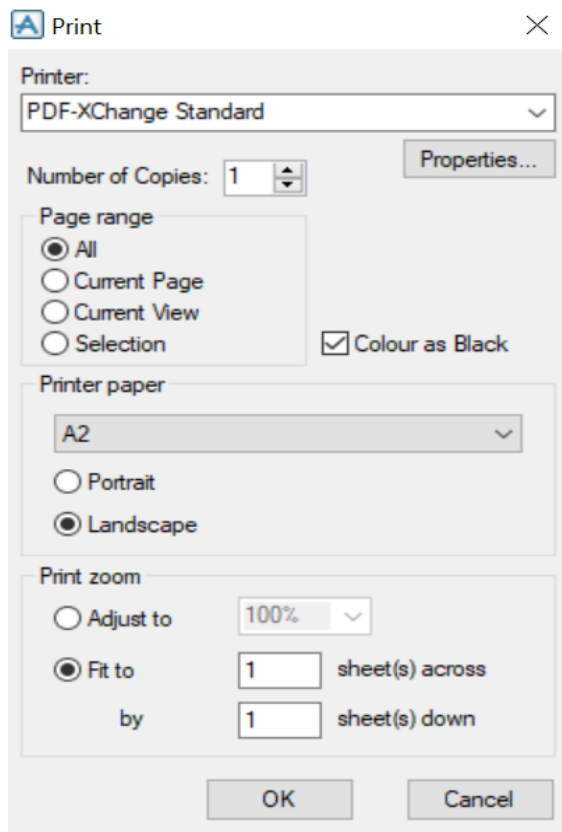 Print
Printer:
PDF-XChange Standard
Properties...
Number of Copies: 1
Page range
All
Current Page
Current View
Selection
Colour as Black
Printer paper
A2
Portrait
Landscape
Print zoom
Adjust to 100%
Fit to 1 sheet(s) across
by 1 sheet(s) down
OK Cancel